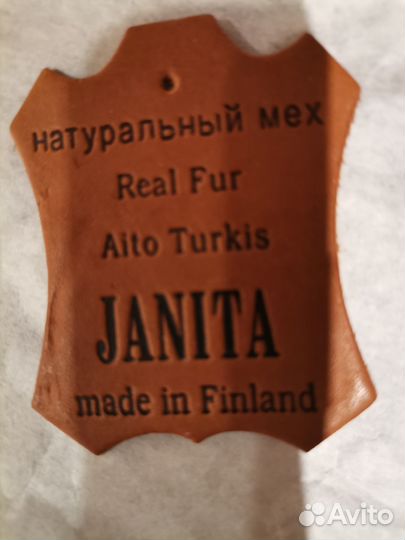 натуральный мех
Real Fur
Aito Turkis
JANITA
made in Finland
Avito